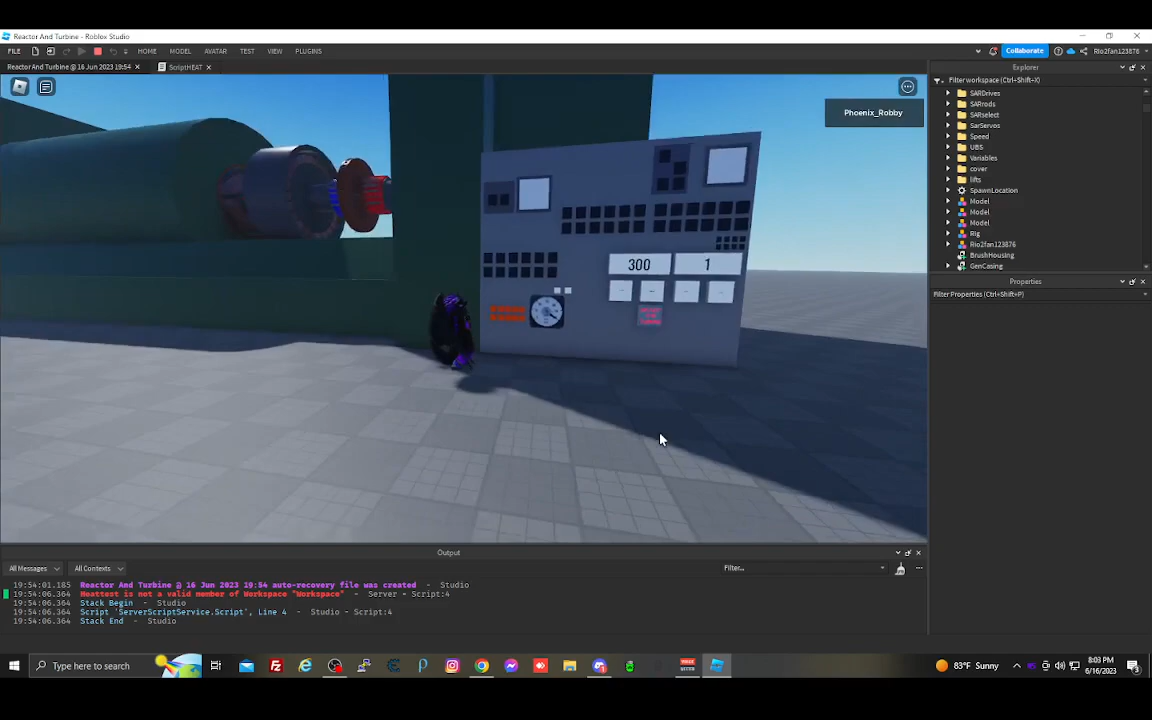 Reactor And Turbine - Roblox Studio
FILE
HOME MODEL AVATAR TEST VIEW PLUGINS
Collaborate
Rio2fan123876
Reactor And Turbine @ 16 Jun 2023 19:54 ×
ScriptHEAT ×
Phoenix_Robby
300 1
Explorer
Filter workspace (Ctrl+Shift+X)
SARDrives
SARrods
SARselect
SarServos
Speed
UBS
Variables
cover
lifts
SpawnLocation
Model
Model
Model
Rig
Rio2fan123876
BrushHousing
GenCasing
Properties
Filter Properties (Ctrl+Shift+P)
Output
All Messages All Contexts Filter...
19:54:01.185 Reactor And Turbine @ 16 Jun 2023 19:54 auto-recovery file was created - Studio
19:54:06.364 Heattest is not a valid member of Workspace "Workspace" - Server - Script:4
19:54:06.364 Stack Begin - Studio
19:54:06.364 Script 'ServerScriptService.Script', Line 4 - Studio - Script:4
19:54:06.364 Stack End - Studio
Type here to search
83°F Sunny
8:03 PM
6/16/2023